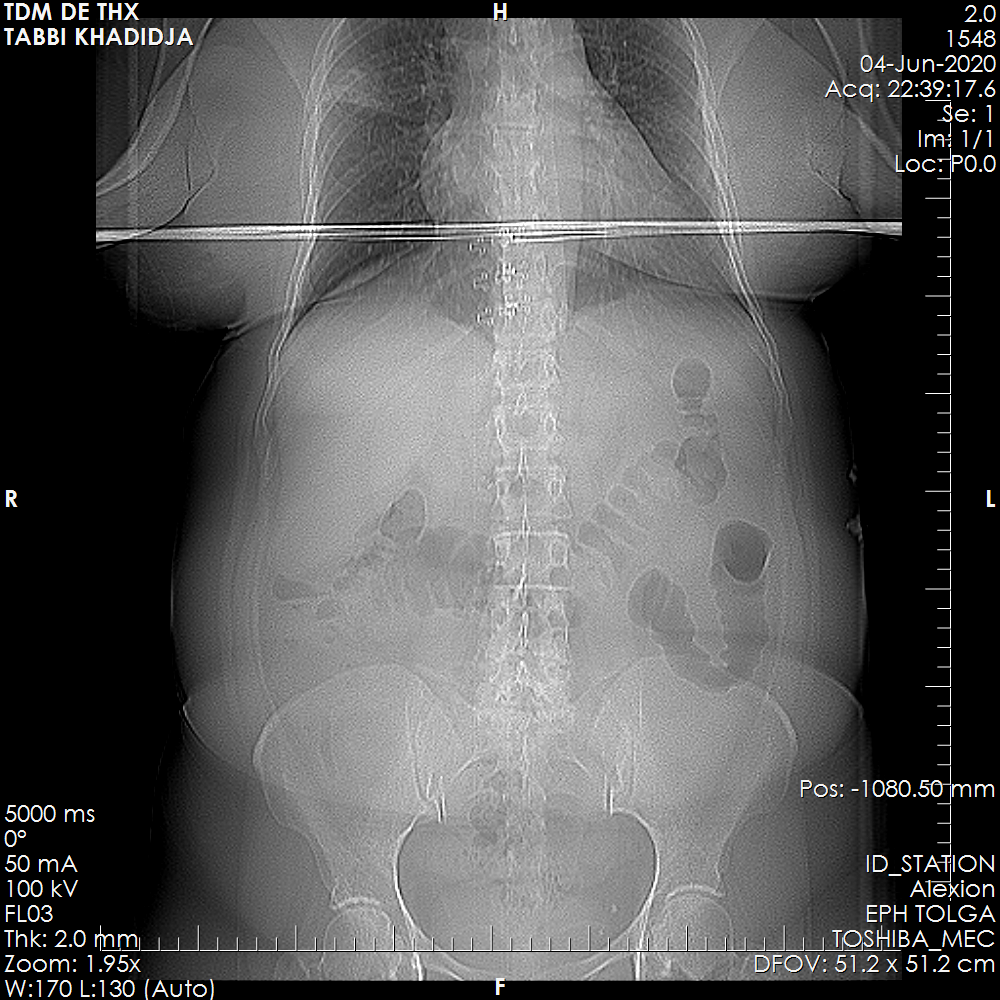 TDM DE THX
TABBI KHADIDJA
H
2.0
1548
04-Jun-2020
Acq: 22:39:17.6
Se: 1
Im: 1/1
Loc: P0.0
R
L
Pos: -1080.50 mm
5000 ms
0°
50 mA
100 kV
FL03
Thk: 2.0 mm
Zoom: 1.95x
W:170 L:130 (Auto)
F
ID_STATION
Alexion
EPH TOLGA
TOSHIBA_MEC
DFOV: 51.2 x 51.2 cm